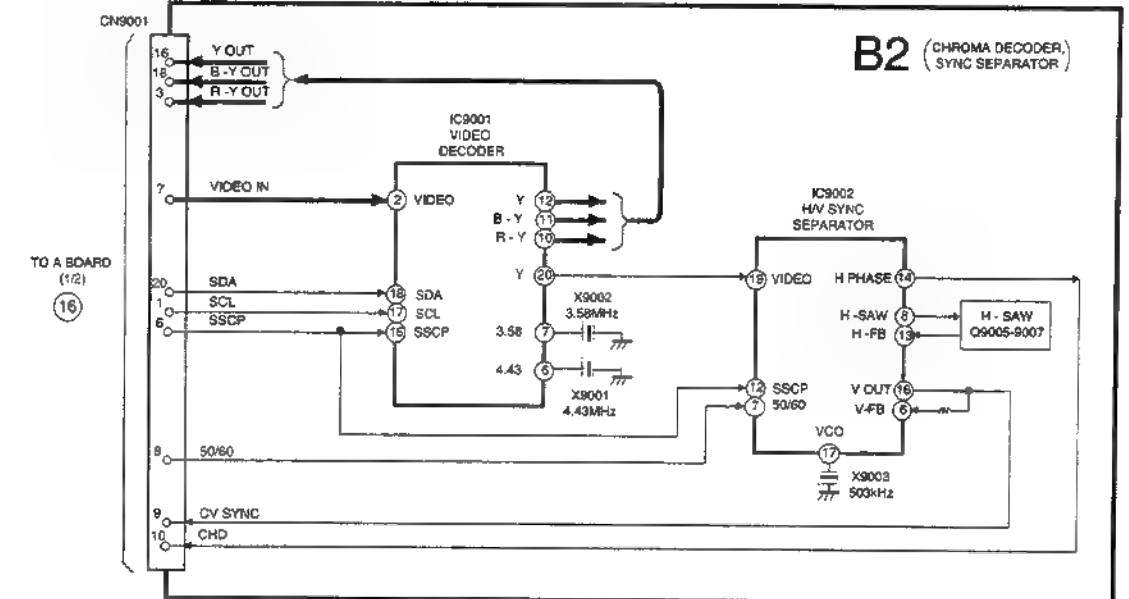 CN9001
B2 (CHROMA DECODER,
SYNC SEPARATOR)
16 Y OUT
18 B-Y OUT
3 R-Y OUT
IC9001
VIDEO
DECODER
7 VIDEO IN
2 VIDEO
Y 12
B-Y 11
R-Y 10
Y 20
IC9002
H/V SYNC
SEPARATOR
TO A BOARD
(1/2)
16
20 SDA
1 SCL
6 SSCP
18 SDA
17 SCL
16 SSCP
X9002
3.58MHz
3.58 7
4.43 6
X9001
4.43MHz
19 VIDEO
H PHASE 14
H-SAW 8
H-FB 13
H-SAW
Q9005-9007
12 SSCP
7 50/60
V OUT 16
V-FB 6
VCO
17
X9003
503kHz
8 50/60
9 CV SYNC
10 CHD